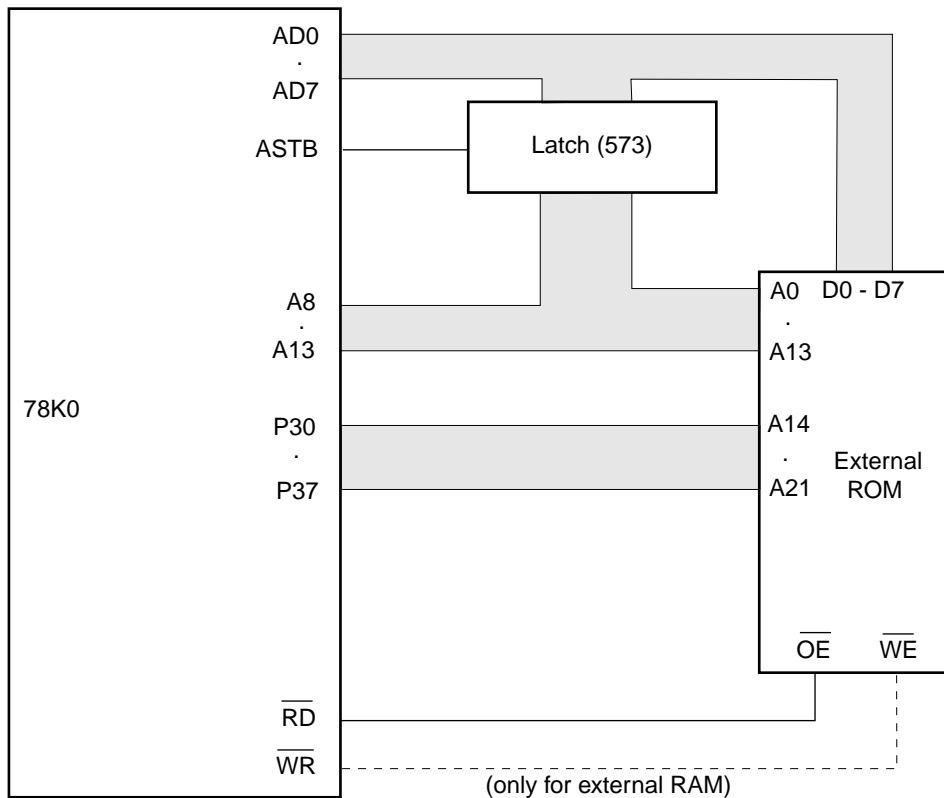 AD0
.
AD7
ASTB
Latch (573)
A8
.
A13
A0
D0 - D7
.
A13
78K0
P30
.
P37
A14
.
A21
External
ROM
OE
WE
RD
WR
(only for external RAM)